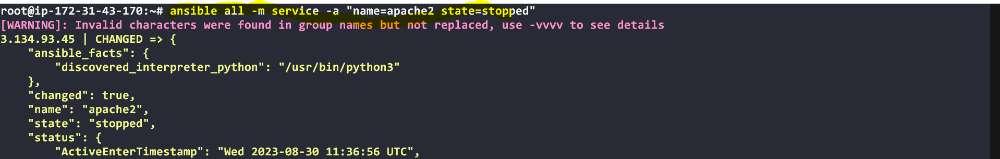 root@ip-172-31-43-170:~# ansible all -m service -a "name=apache2 state=stopped"
[WARNING]: Invalid characters were found in group names but not replaced, use -vvvv to see details
3.134.93.45 | CHANGED => {
    "ansible_facts": {
        "discovered_interpreter_python": "/usr/bin/python3"
    },
    "changed": true,
    "name": "apache2",
    "state": "stopped",
    "status": {
        "ActiveEnterTimestamp": "Wed 2023-08-30 11:36:56 UTC",